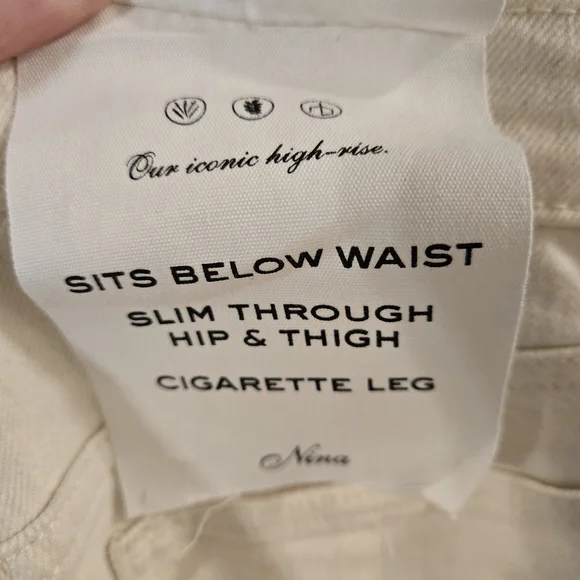 Our iconic high-rise.
SITS BELOW WAIST
SLIM THROUGH
HIP & THIGH
CIGARETTE LEG
Nina